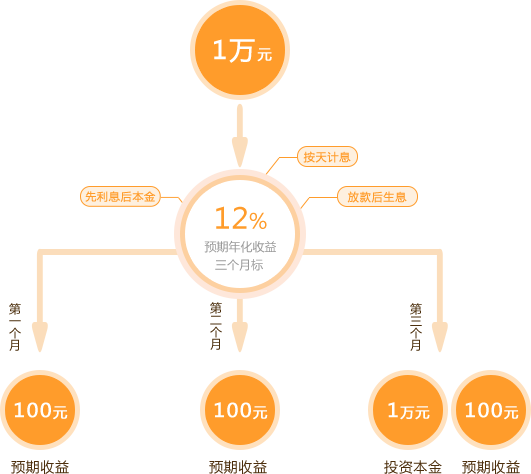 1万元
按天计息
先利息后本金
放款后生息
12%
预期年化收益
三个月标
第一个月
第二个月
第三个月
100元
100元
1万元
100元
预期收益
预期收益
投资本金
预期收益